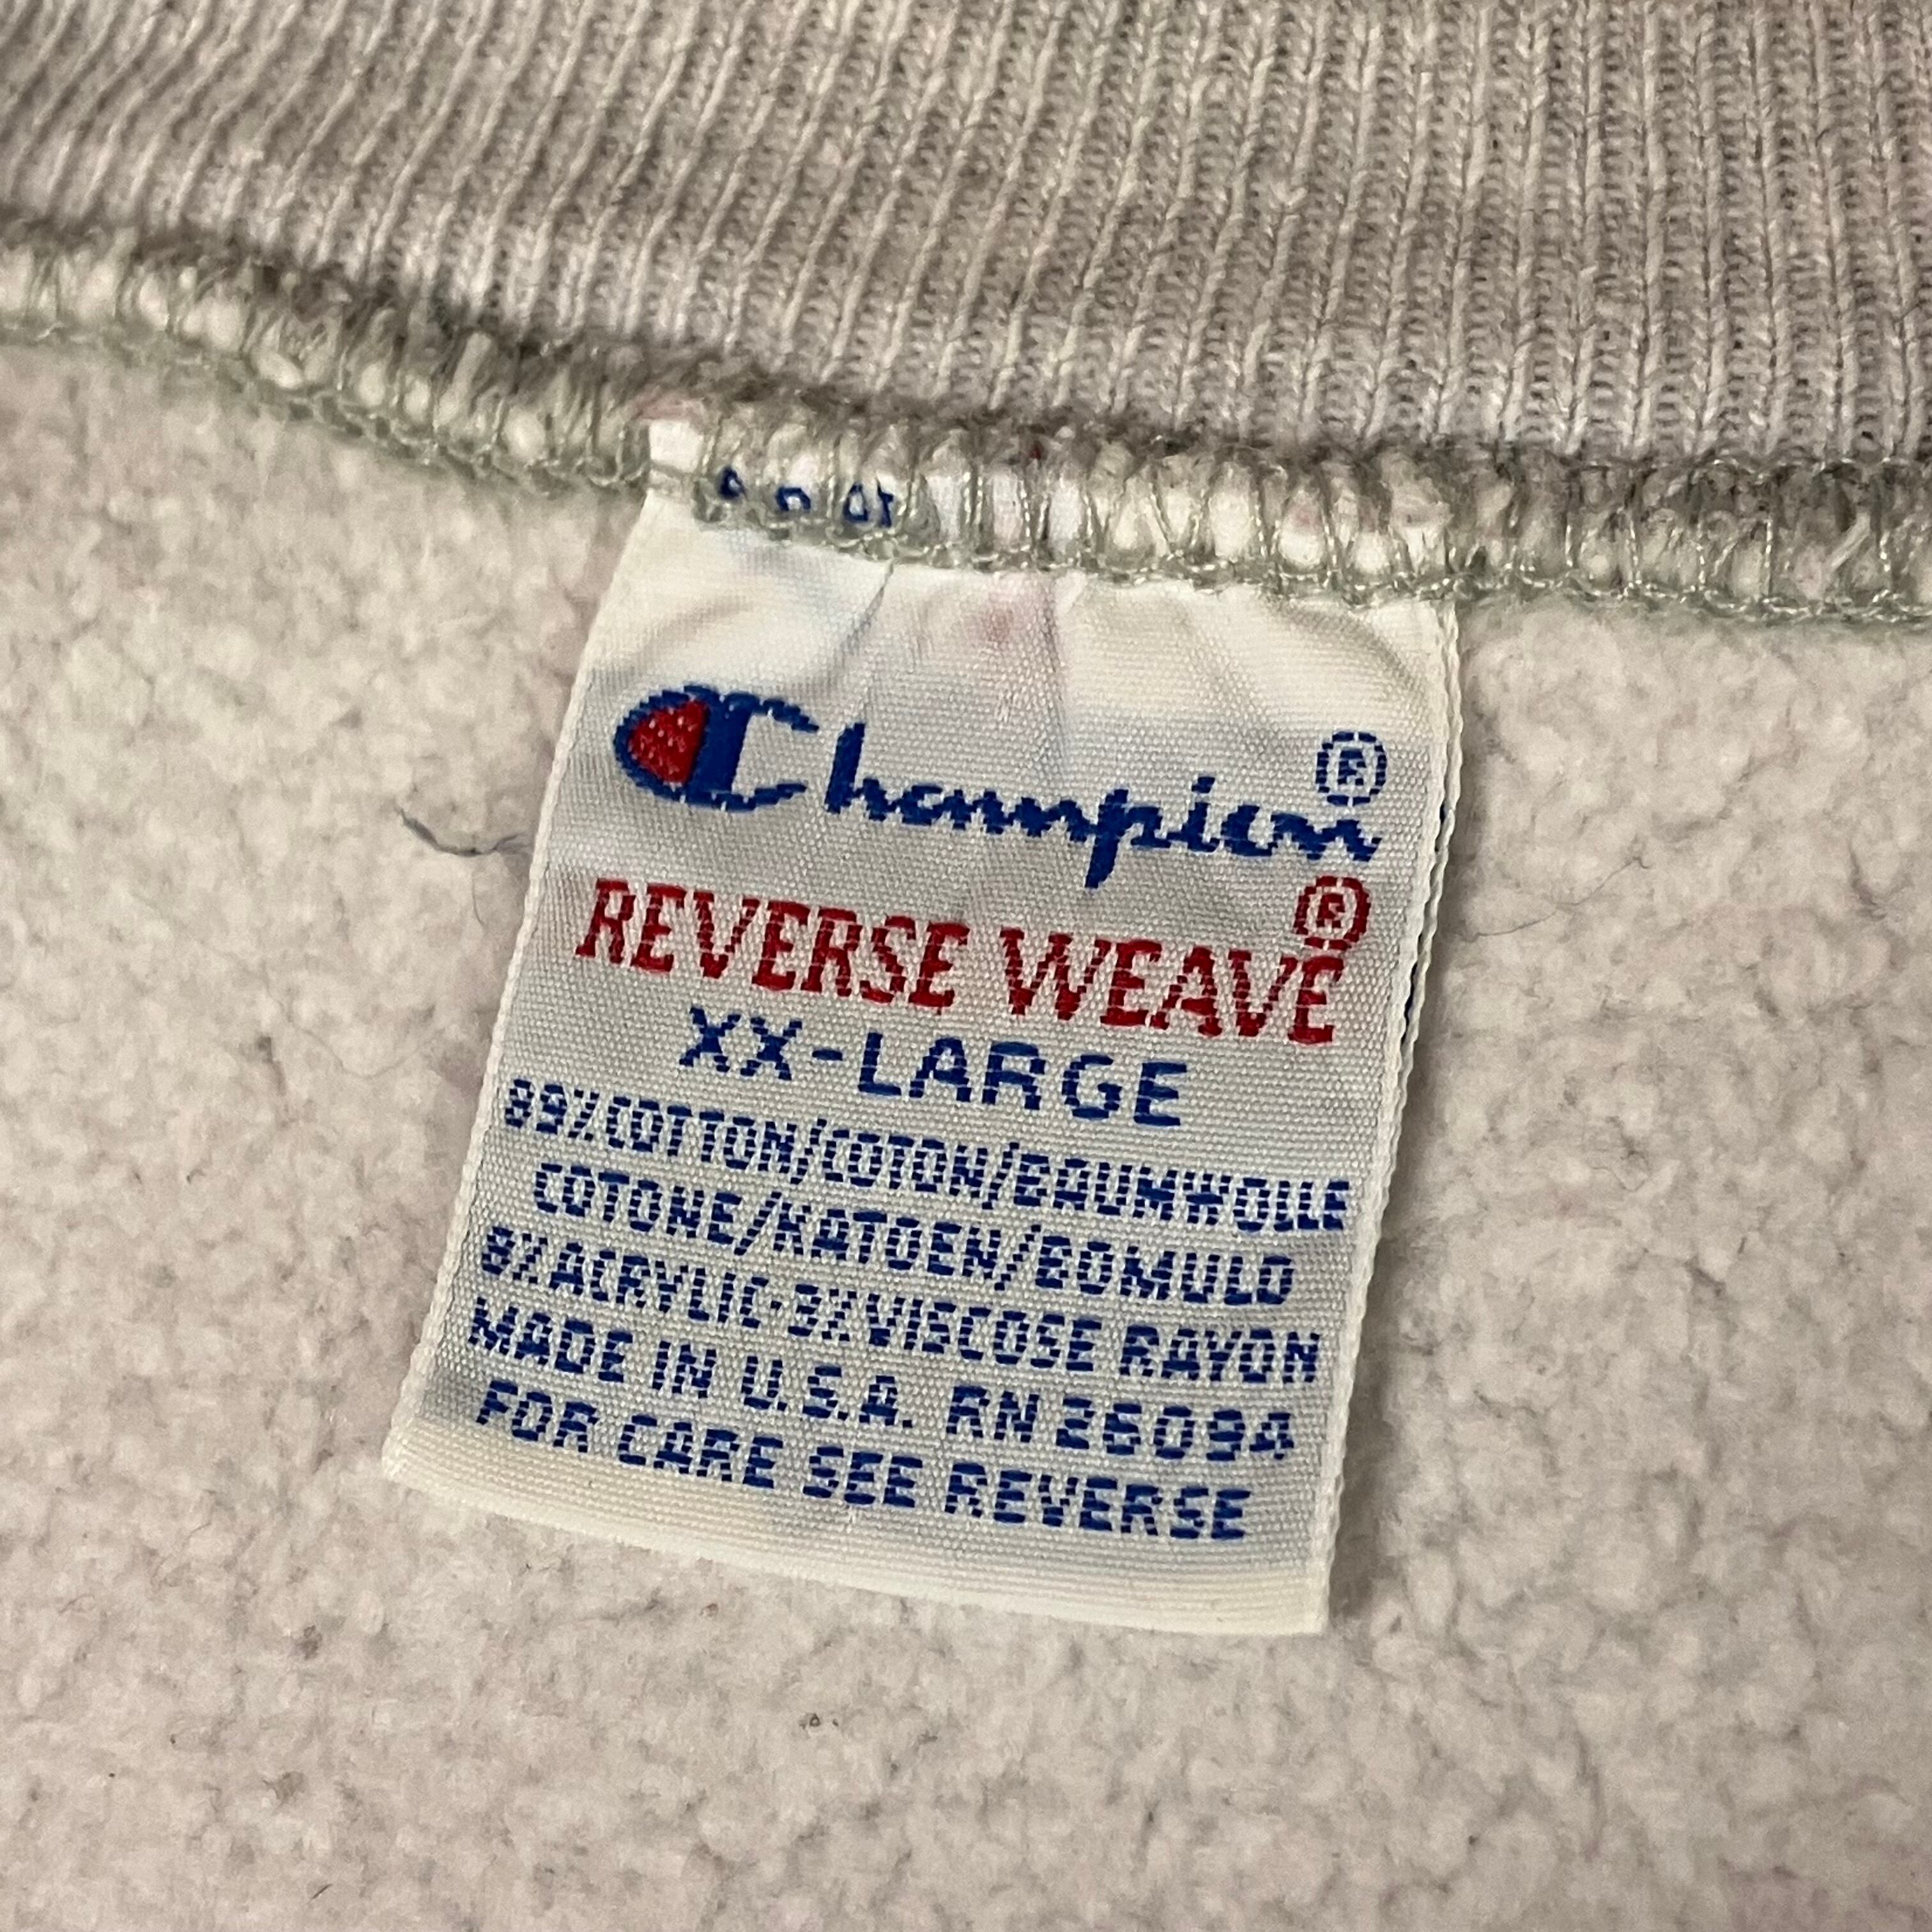 Champion®
REVERSE WEAVE®
XX-LARGE
89%COTTON/COTON/BAUMWOLLE
COTONE/KATOEN/BOMULD
8%ACRYLIC·3%VISCOSE RAYON
MADE IN U.S.A. RN 26094
FOR CARE SEE REVERSE